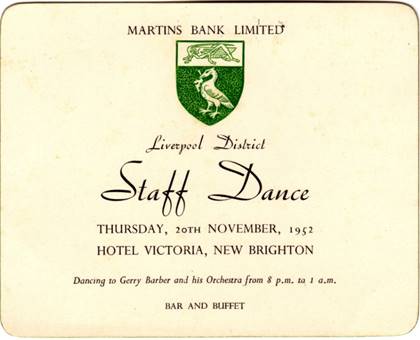 MARTINS BANK LIMITED
Liverpool District
Staff Dance
THURSDAY, 20TH NOVEMBER, 1952
HOTEL VICTORIA, NEW BRIGHTON
Dancing to Gerry Barber and his Orchestra from 8 p.m. to 1 a.m.
BAR AND BUFFET